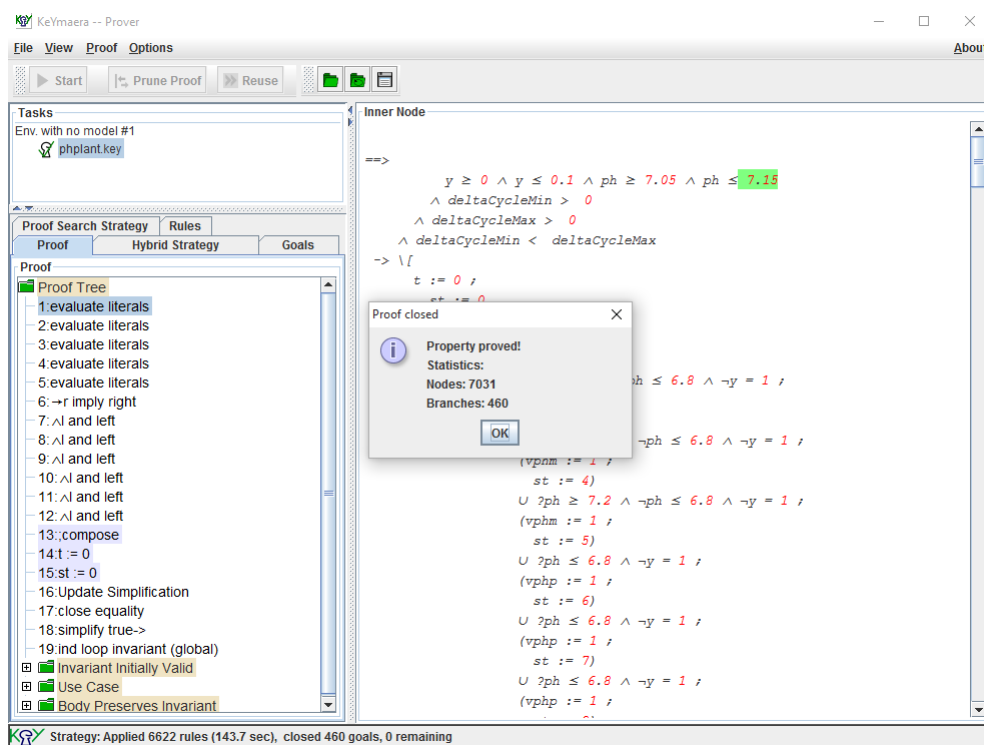 KeYmaera -- Prover
File View Proof Options About
Start Prune Proof Reuse
Tasks
Env. with no model #1
phplant.key
Proof Search Strategy Rules
Proof Hybrid Strategy Goals
Proof
Proof Tree
1:evaluate literals
2:evaluate literals
3:evaluate literals
4:evaluate literals
5:evaluate literals
6:→r imply right
7:∧l and left
8:∧l and left
9:∧l and left
10:∧l and left
11:∧l and left
12:∧l and left
13:;compose
14:t := 0
15:st := 0
16:Update Simplification
17:close equality
18:simplify true->
19:ind loop invariant (global)
Invariant Initially Valid
Use Case
Body Preserves Invariant
Inner Node
==>
y ≥ 0 ∧ y ≤ 0.1 ∧ ph ≥ 7.05 ∧ ph ≤ 7.15
∧ deltaCycleMin > 0
∧ deltaCycleMax > 0
∧ deltaCycleMin < deltaCycleMax
-> \[
t := 0 ;
st := 0
ph ≤ 6.8 ∧ ¬y = 1 ;
¬ph ≤ 6.8 ∧ ¬y = 1 ;
(vphm := 1 ;
st := 4)
∪ ?ph ≥ 7.2 ∧ ¬ph ≤ 6.8 ∧ ¬y = 1 ;
(vphm := 1 ;
st := 5)
∪ ?ph ≤ 6.8 ∧ ¬y = 1 ;
(vphp := 1 ;
st := 6)
∪ ?ph ≤ 6.8 ∧ ¬y = 1 ;
(vphp := 1 ;
st := 7)
∪ ?ph ≤ 6.8 ∧ ¬y = 1 ;
(vphp := 1 ;
Proof closed
Property proved!
Statistics:
Nodes: 7031
Branches: 460
OK
KeY Strategy: Applied 6622 rules (143.7 sec), closed 460 goals, 0 remaining